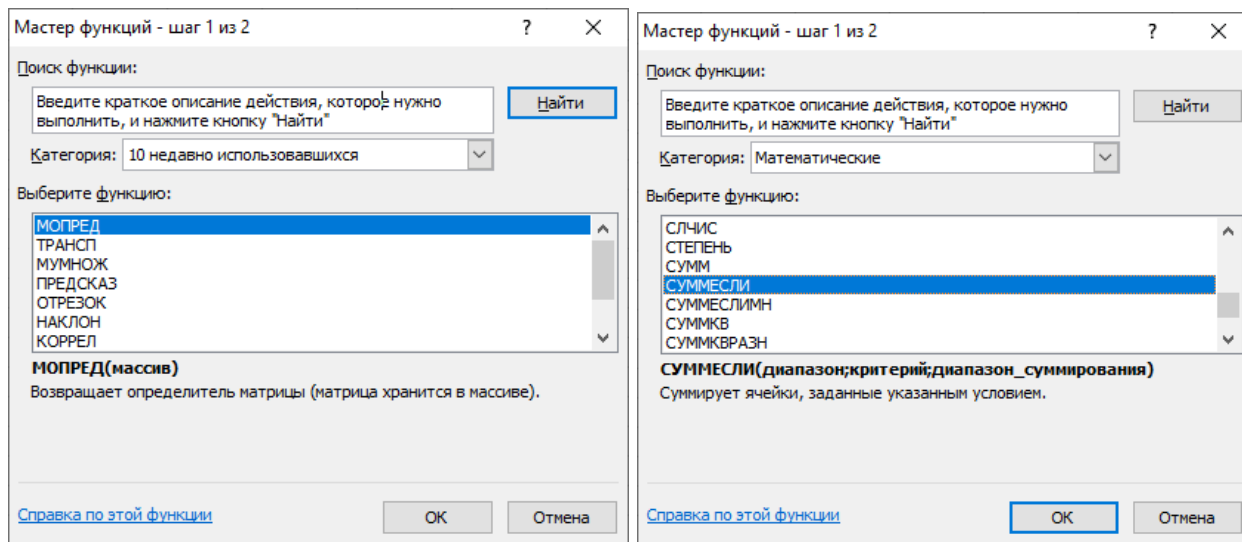 Мастер функций - шаг 1 из 2
Поиск функции:
Введите краткое описание действия, которое нужно
выполнить, и нажмите кнопку "Найти"
Найти
Категория: 10 недавно использовавшихся
Выберите функцию:
МОПРЕД
ТРАНСП
МУМНОЖ
ПРЕДСКАЗ
ОТРЕЗОК
НАКЛОН
КОРРЕЛ
МОПРЕД(массив)
Возвращает определитель матрицы (матрица хранится в массиве).
Справка по этой функции
ОК
Отмена
Мастер функций - шаг 1 из 2
Поиск функции:
Введите краткое описание действия, которое нужно
выполнить, и нажмите кнопку "Найти"
Найти
Категория: Математические
Выберите функцию:
СЛЧИС
СТЕПЕНЬ
СУММ
СУММЕСЛИ
СУММЕСЛИМН
СУММКВ
СУММКВРАЗН
СУММЕСЛИ(диапазон;критерий;диапазон_суммирования)
Суммирует ячейки, заданные указанным условием.
Справка по этой функции
ОК
Отмена